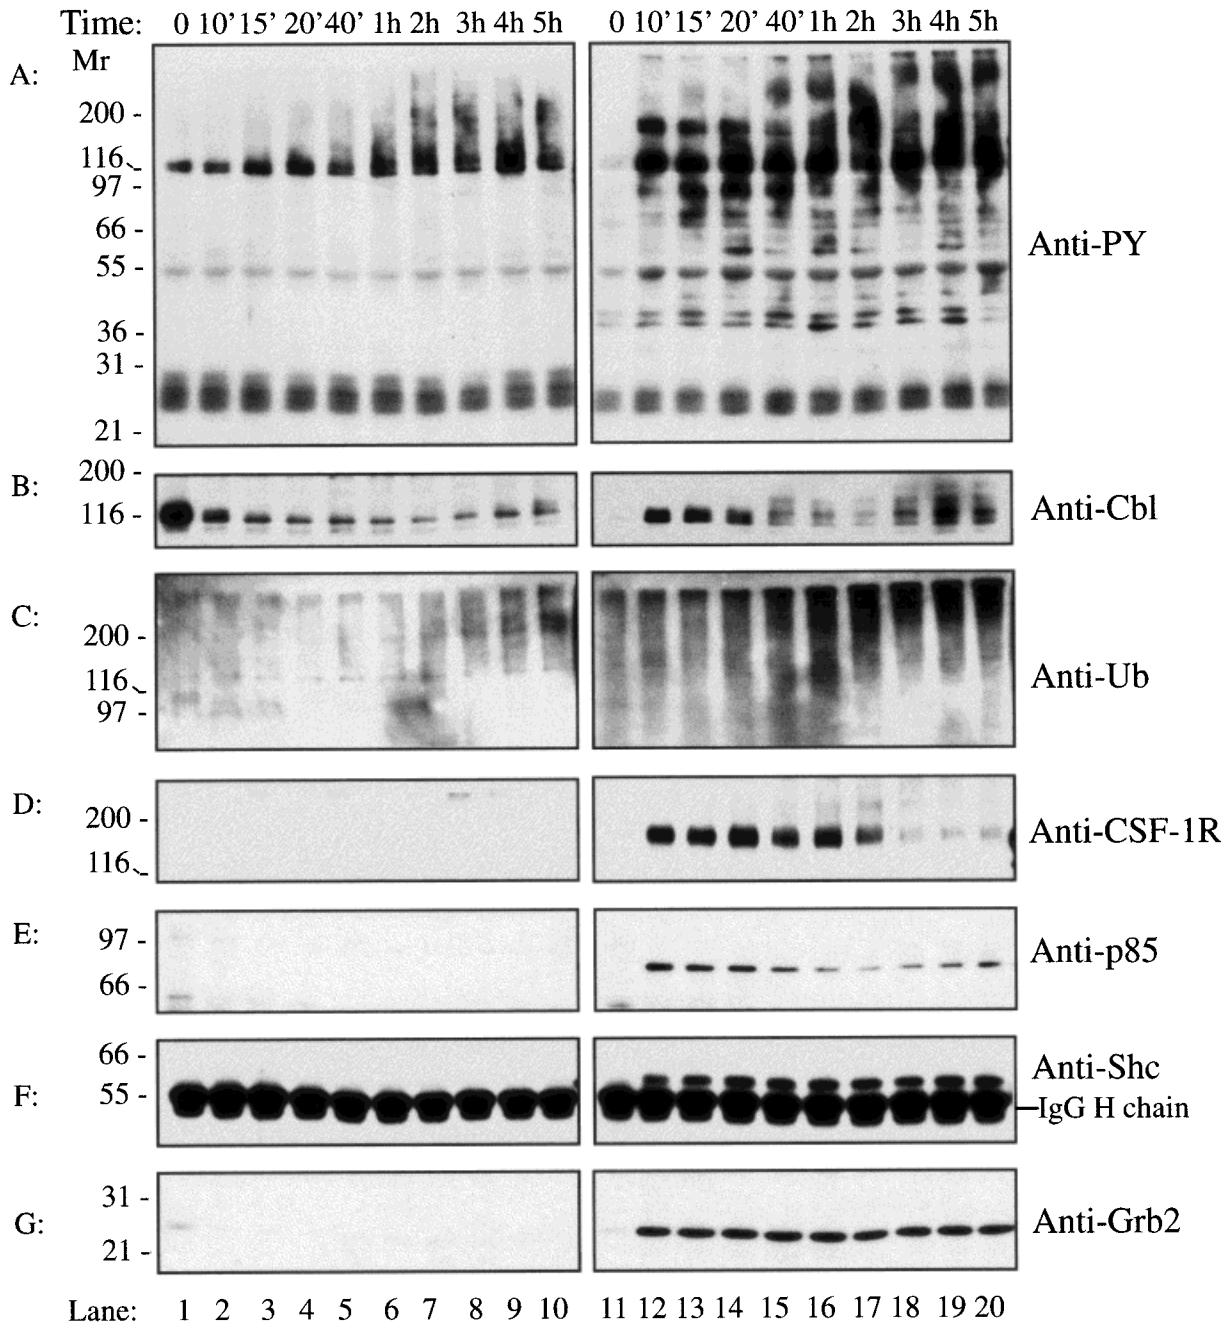 Time: 0 10' 15' 20' 40' 1h 2h 3h 4h 5h 0 10' 15' 20' 40' 1h 2h 3h 4h 5h
A: Mr
200 -
116
97 -
66 -
55 -
36 -
31 -
21 -
Anti-PY
B: 200 -
116 -
Anti-Cbl
C: 200 -
116
97 -
Anti-Ub
D: 200 -
116
Anti-CSF-1R
E: 97 -
66 -
Anti-p85
F: 66 -
55 -
Anti-Shc
IgG H chain
G: 31 -
21 -
Anti-Grb2
Lane: 1 2 3 4 5 6 7 8 9 10 11 12 13 14 15 16 17 18 19 20